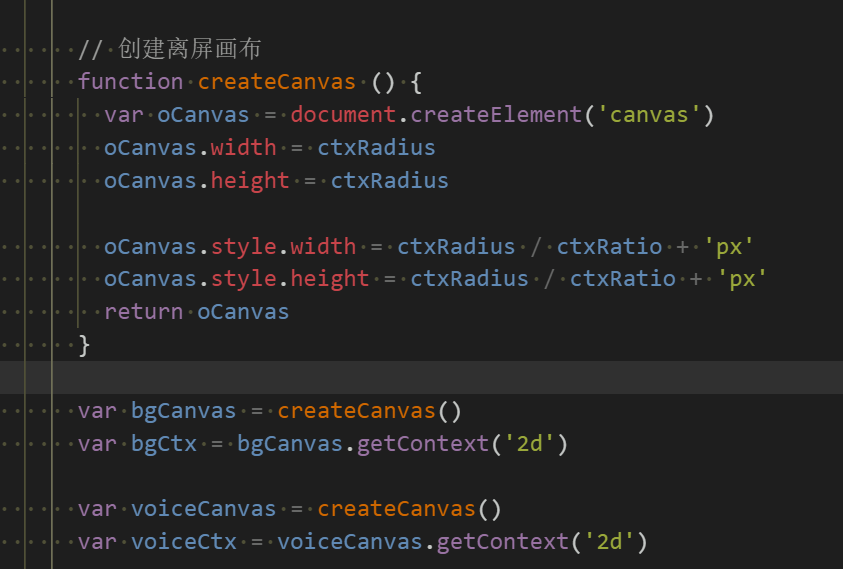 // 创建离屏画布
function createCanvas () {
var oCanvas = document.createElement('canvas')
oCanvas.width = ctxRadius
oCanvas.height = ctxRadius
oCanvas.style.width = ctxRadius / ctxRatio + 'px'
oCanvas.style.height = ctxRadius / ctxRatio + 'px'
return oCanvas
}
var bgCanvas = createCanvas()
var bgCtx = bgCanvas.getContext('2d')
var voiceCanvas = createCanvas()
var voiceCtx = voiceCanvas.getContext('2d')